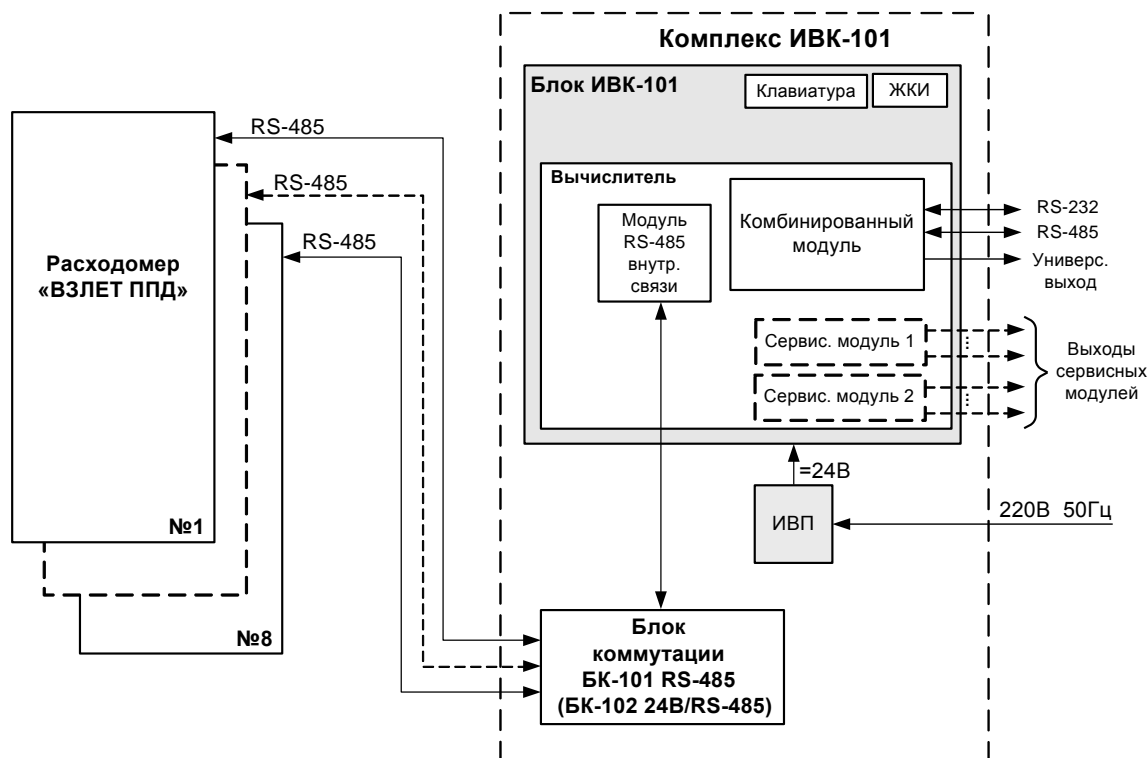 Комплекс ИВК-101
Блок ИВК-101
Клавиатура
ЖКИ
RS-485
RS-485
RS-485
Расходомер
«ВЗЛЕТ ППД»
№1
№8
Вычислитель
Модуль
RS-485
внутр.
связи
Комбинированный
модуль
RS-232
RS-485
Универс.
выход
Сервис. модуль 1
Сервис. модуль 2
Выходы
сервисных
модулей
=24В
ИВП
220В 50Гц
Блок
коммутации
БК-101 RS-485
(БК-102 24В/RS-485)